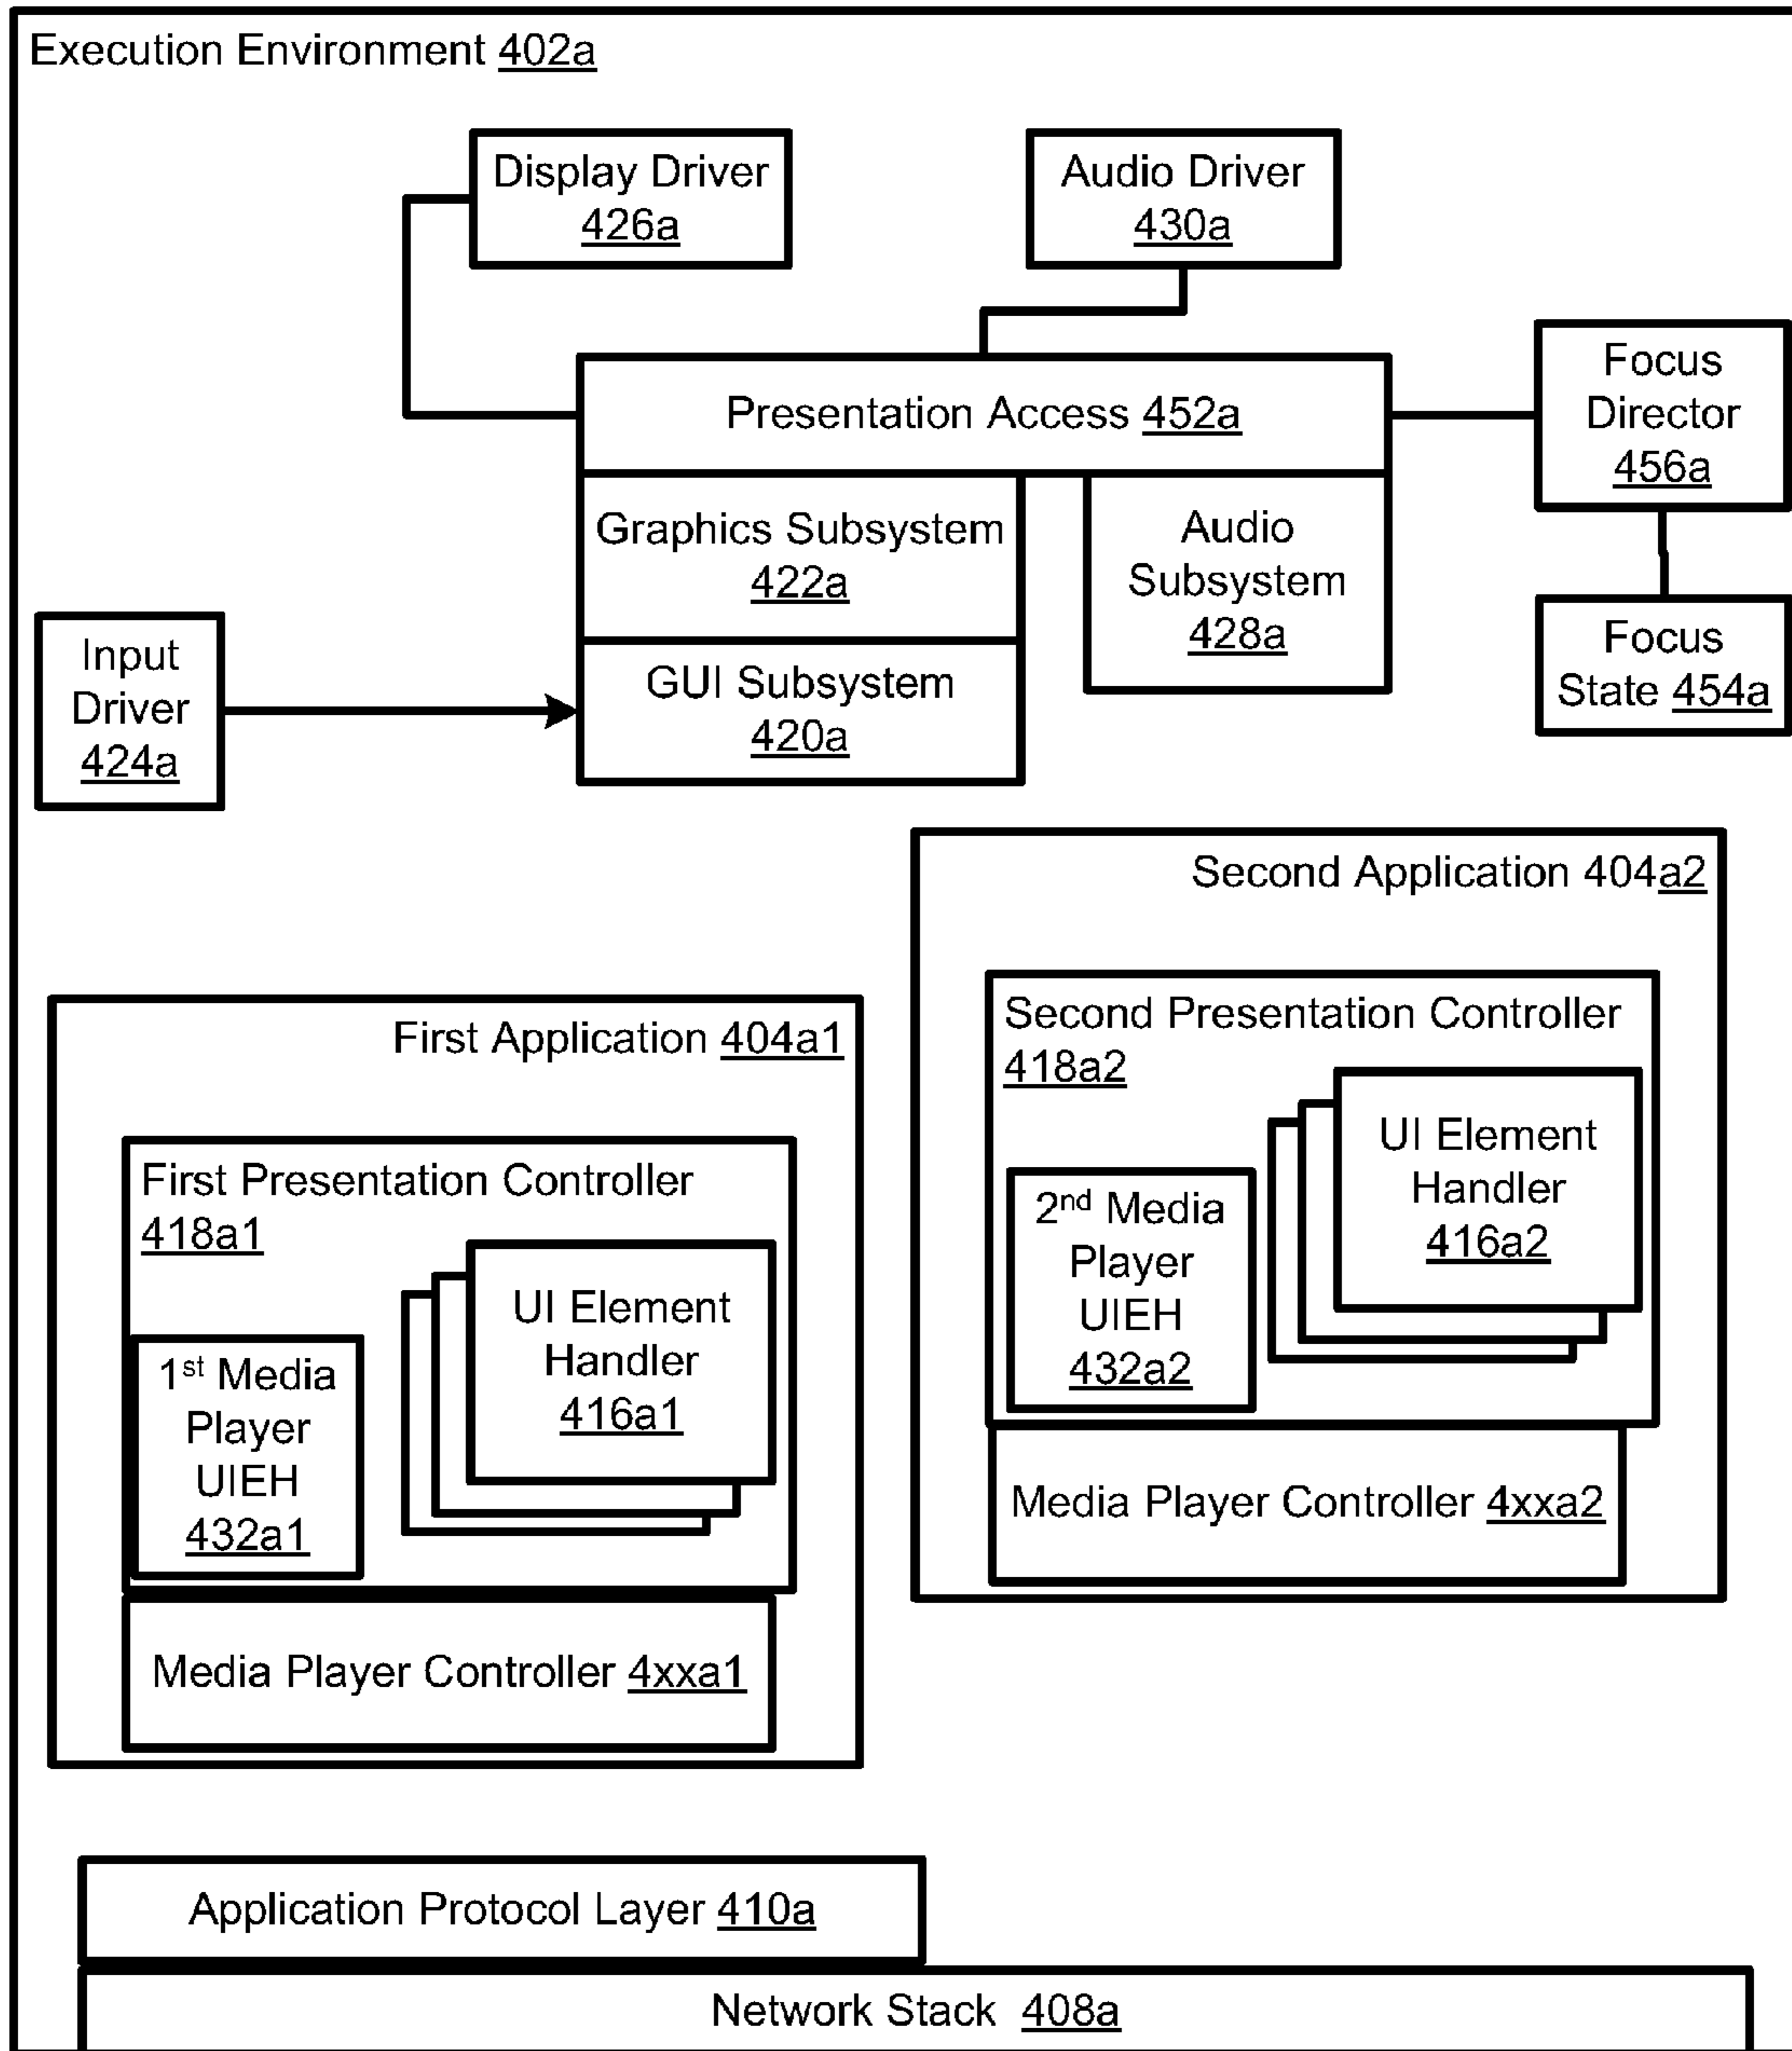 Execution Environment 402a
Display Driver
426a
Audio Driver
430a
Presentation Access 452a
Focus
Director
456a
Graphics Subsystem
422a
Audio
Subsystem
428a
Focus
State 454a
Input
Driver
424a
GUI Subsystem
420a
Second Application 404a2
Second Presentation Controller
418a2
UI Element
Handler
416a2
2nd Media
Player
UIEH
432a2
Media Player Controller 4xxa2
First Application 404a1
First Presentation Controller
418a1
UI Element
Handler
416a1
1st Media
Player
UIEH
432a1
Media Player Controller 4xxa1
Application Protocol Layer 410a
Network Stack 408a